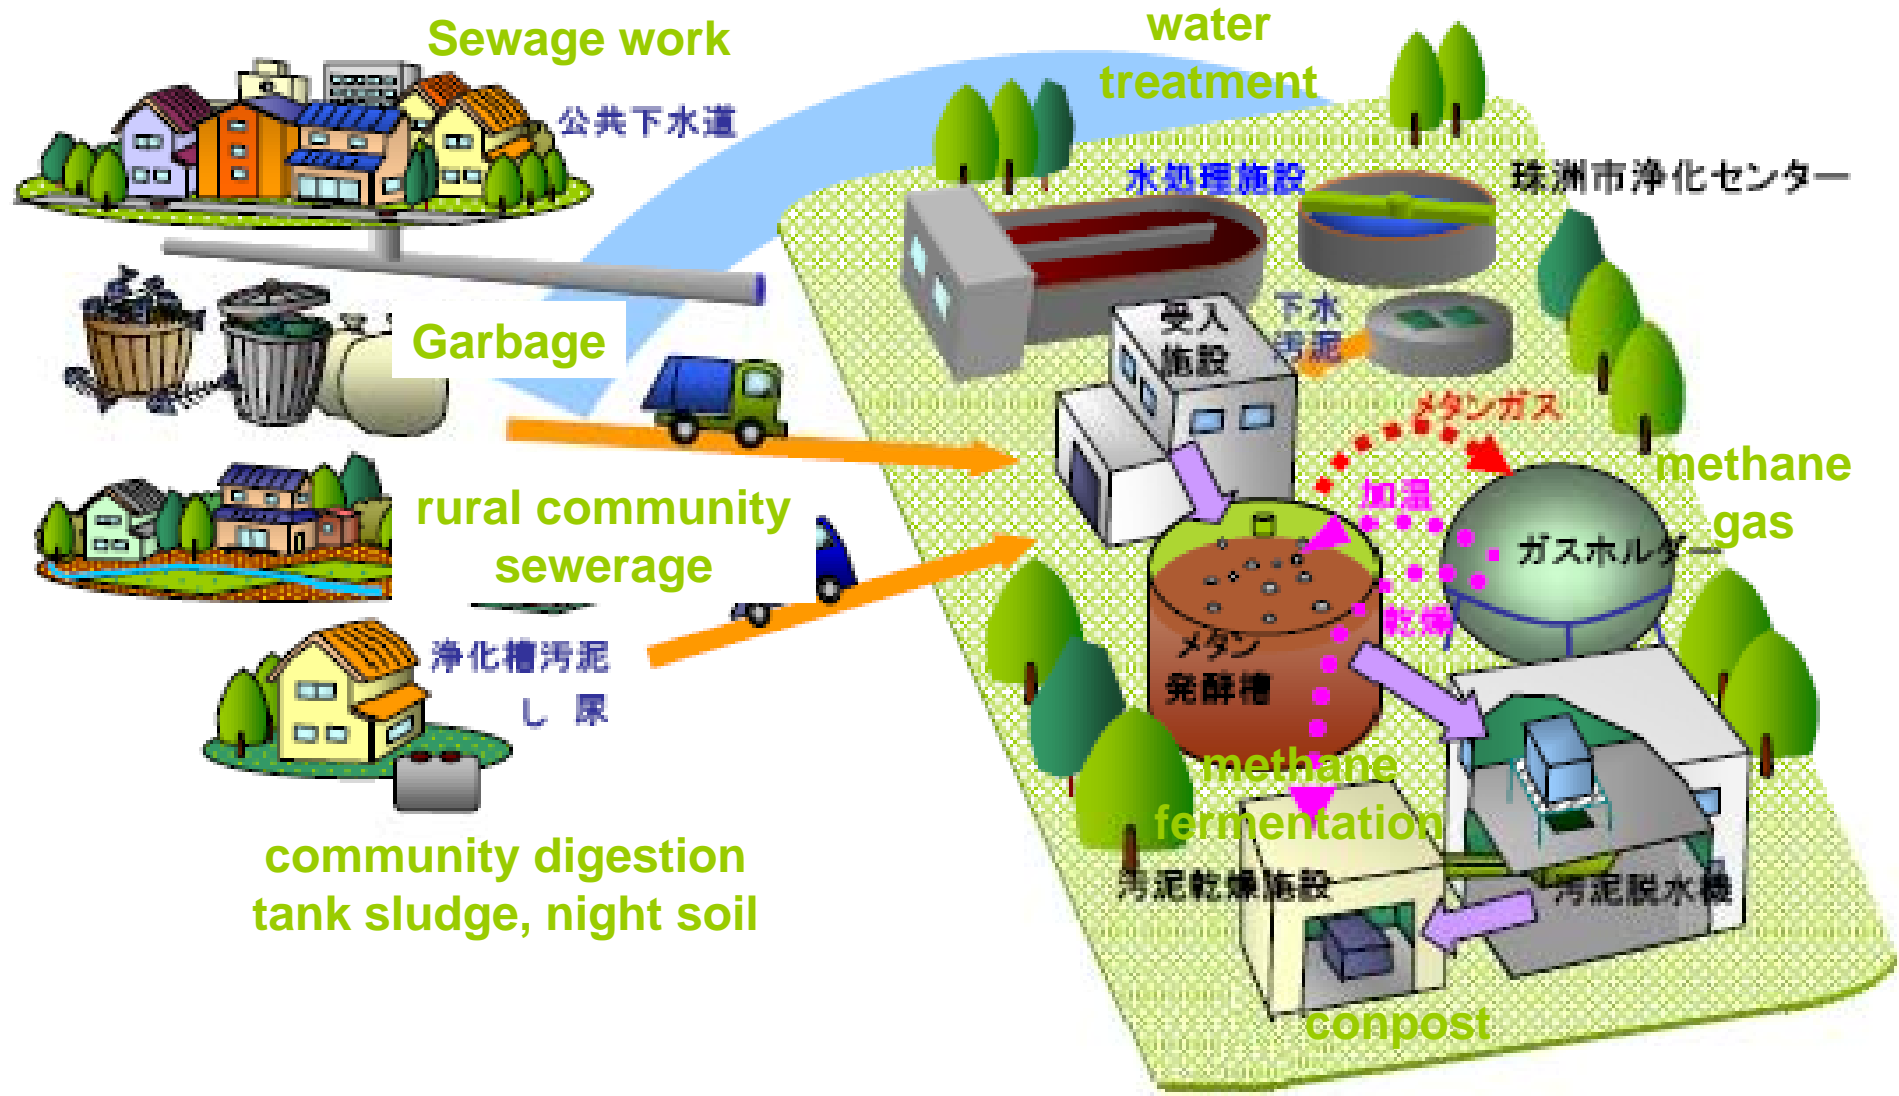 Sewage work
公共下水道
water
treatment
水処理施設
珠洲市浄化センター
Garbage
受入
施設
下水
汚泥
メタンガス
methane
gas
加温
ガスホルダー
rural community
sewerage
乾燥
浄化槽汚泥
し 尿
メタン
発酵槽
methane
fermentation
community digestion
tank sludge, night soil
汚泥乾燥施設
汚泥脱水機
conpost